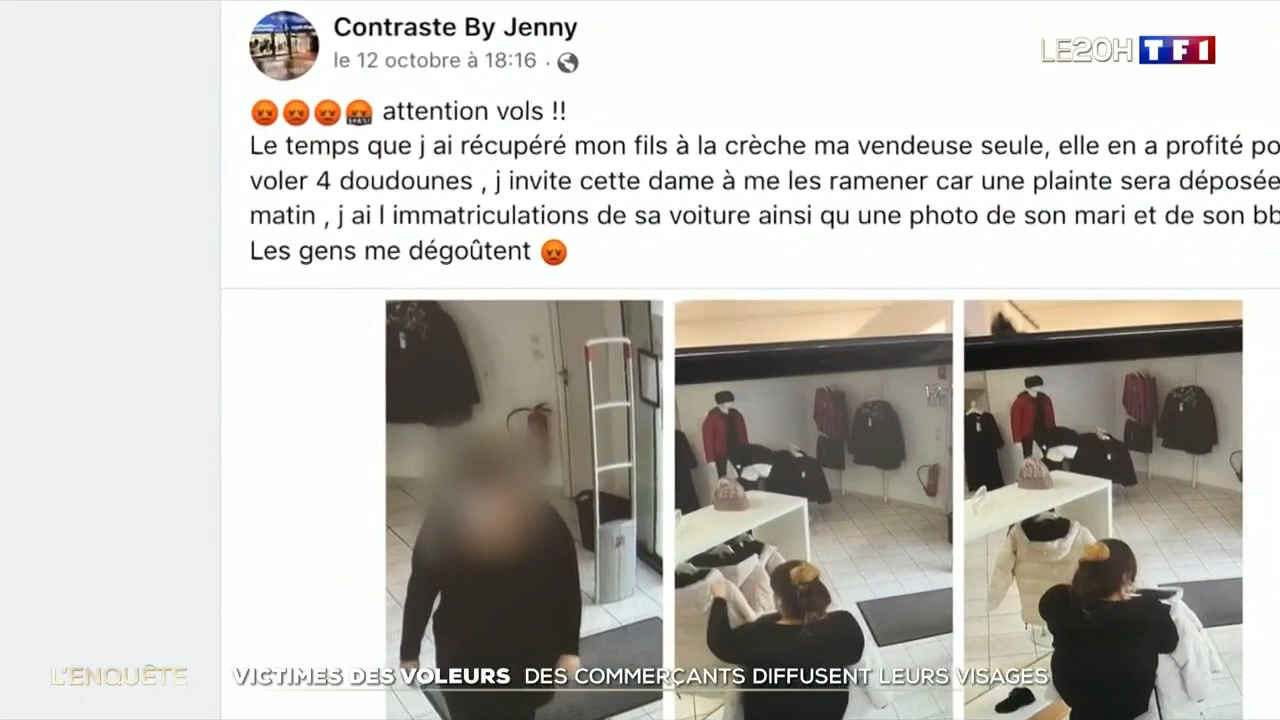 Contraste By Jenny
le 12 octobre à 18:16 ·
LE20H TF1
attention vols !!
Le temps que j ai récupéré mon fils à la crèche ma vendeuse seule, elle en a profité po
voler 4 doudounes , j invite cette dame à me les ramener car une plainte sera déposée
matin , j ai l immatriculations de sa voiture ainsi qu une photo de son mari et de son bb
Les gens me dégoûtent
L'ENQUÊTE
VICTIMES DES VOLEURS DES COMMERÇANTS DIFFUSENT LEURS VISAGES